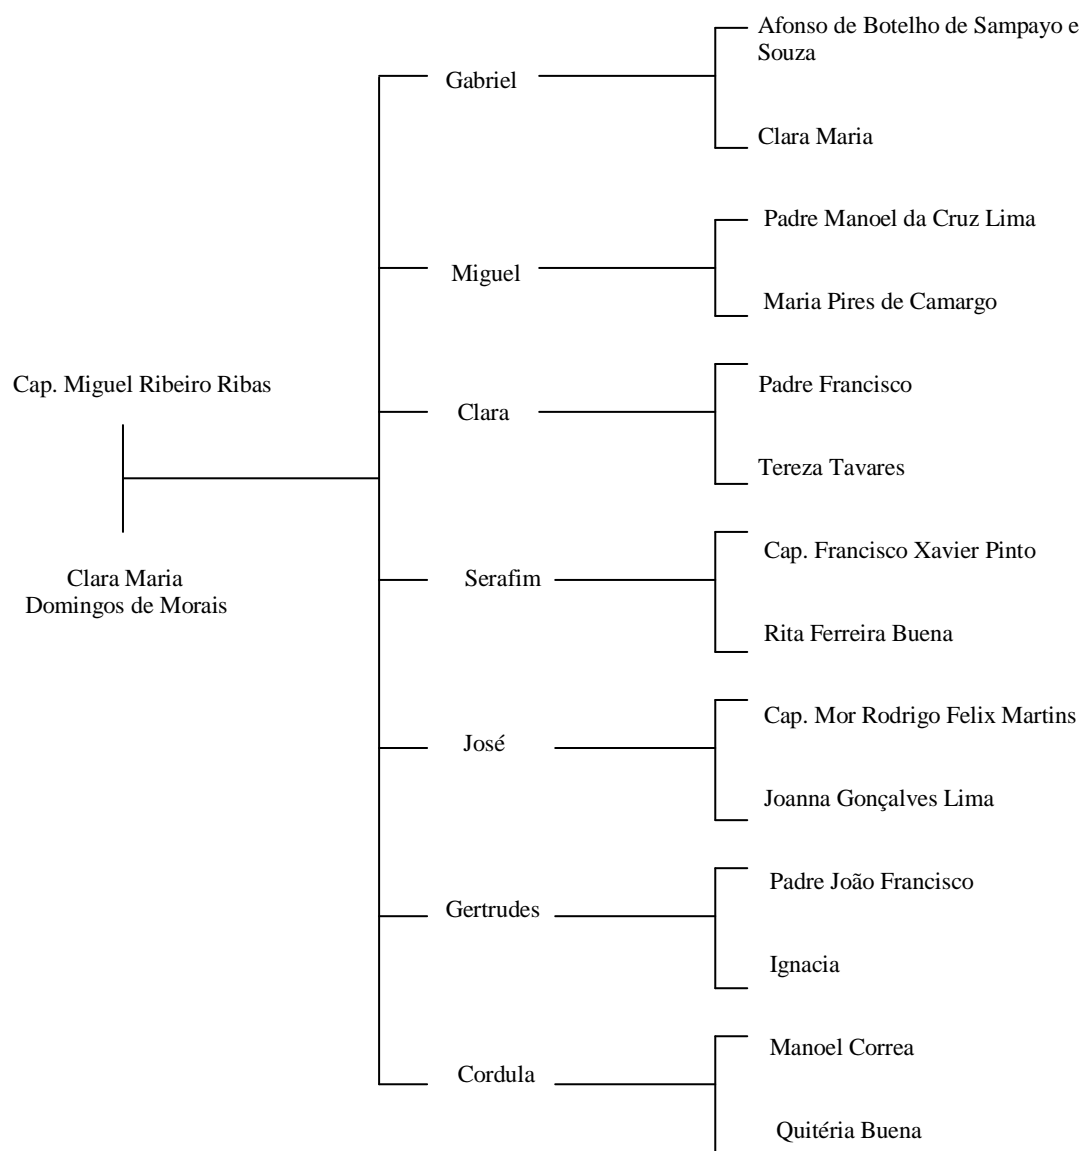 Cap. Miguel Ribeiro Ribas
Clara Maria
Domingos de Morais
Gabriel
Afonso de Botelho de Sampayo e
Souza
Clara Maria
Miguel
Padre Manoel da Cruz Lima
Maria Pires de Camargo
Clara
Padre Francisco
Tereza Tavares
Serafim
Cap. Francisco Xavier Pinto
Rita Ferreira Buena
José
Cap. Mor Rodrigo Felix Martins
Joanna Gonçalves Lima
Gertrudes
Padre João Francisco
Ignacia
Cordula
Manoel Correa
Quitéria Buena